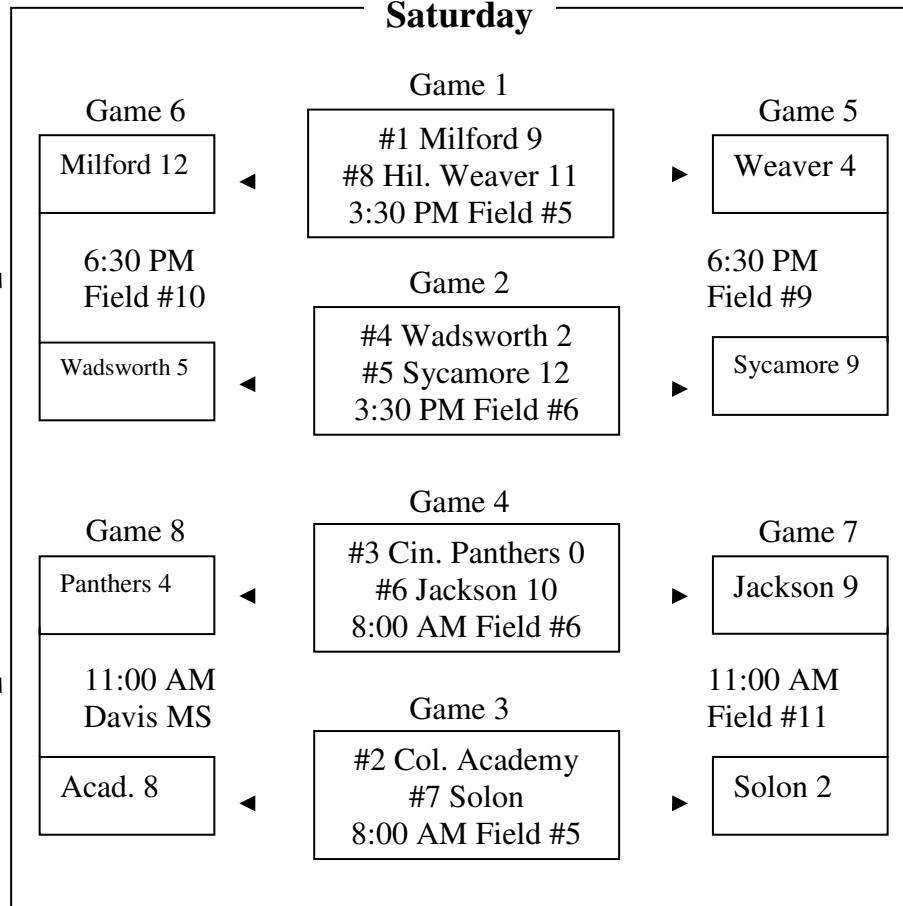 Saturday
Game 1
Game 6
Game 5
#1 Milford 9
#8 Hil. Weaver 11
3:30 PM Field #5
Milford 12
Weaver 4
6:30 PM
Field #10
6:30 PM
Field #9
Game 2
#4 Wadsworth 2
#5 Sycamore 12
3:30 PM Field #6
Wadsworth 5
Sycamore 9
Game 4
Game 8
Game 7
#3 Cin. Panthers 0
#6 Jackson 10
8:00 AM Field #6
Panthers 4
Jackson 9
11:00 AM
Davis MS
11:00 AM
Field #11
Game 3
#2 Col. Academy
#7 Solon
8:00 AM Field #5
Acad. 8
Solon 2